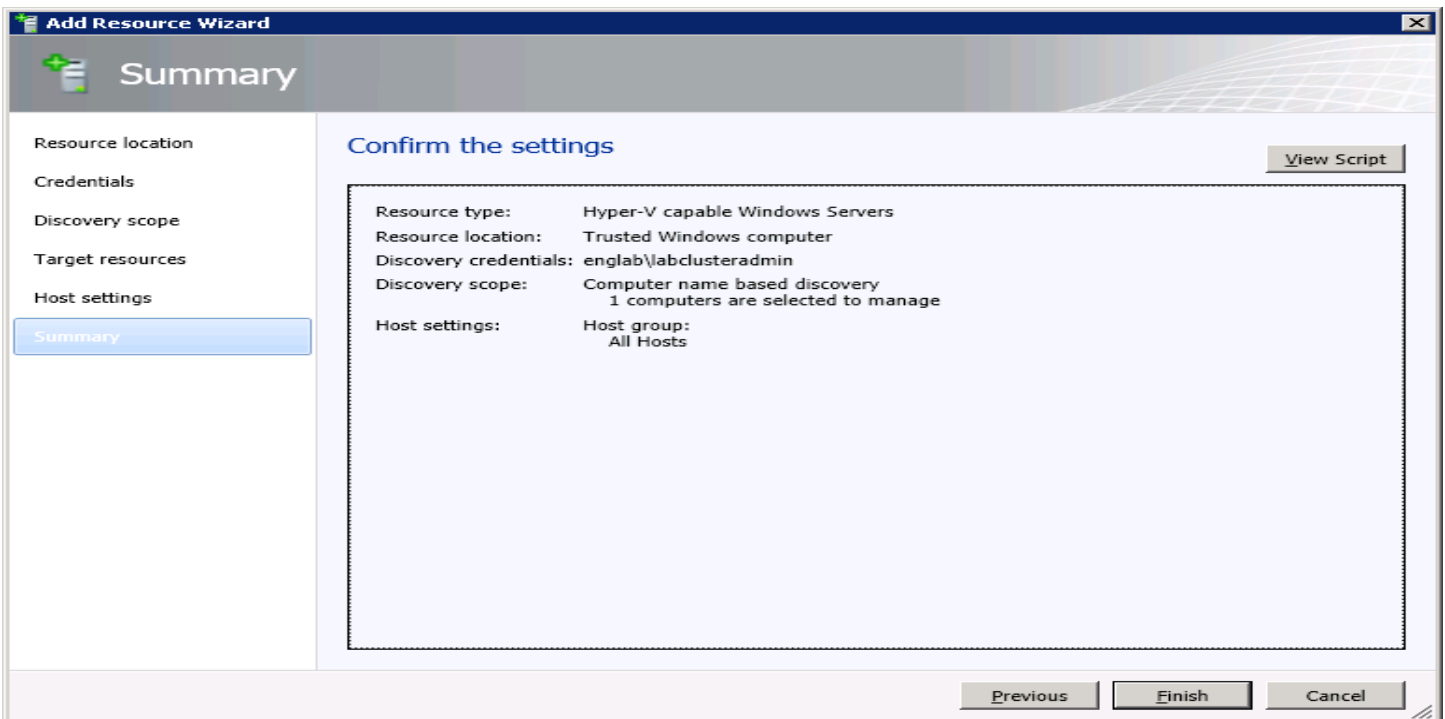 Add Resource Wizard
Summary
Resource location
Credentials
Discovery scope
Target resources
Host settings
Summary
Confirm the settings
View Script
Resource type: Hyper-V capable Windows Servers
Resource location: Trusted Windows computer
Discovery credentials: englab\labclusteradmin
Discovery scope: Computer name based discovery
1 computers are selected to manage
Host settings: Host group:
All Hosts
Previous Finish Cancel